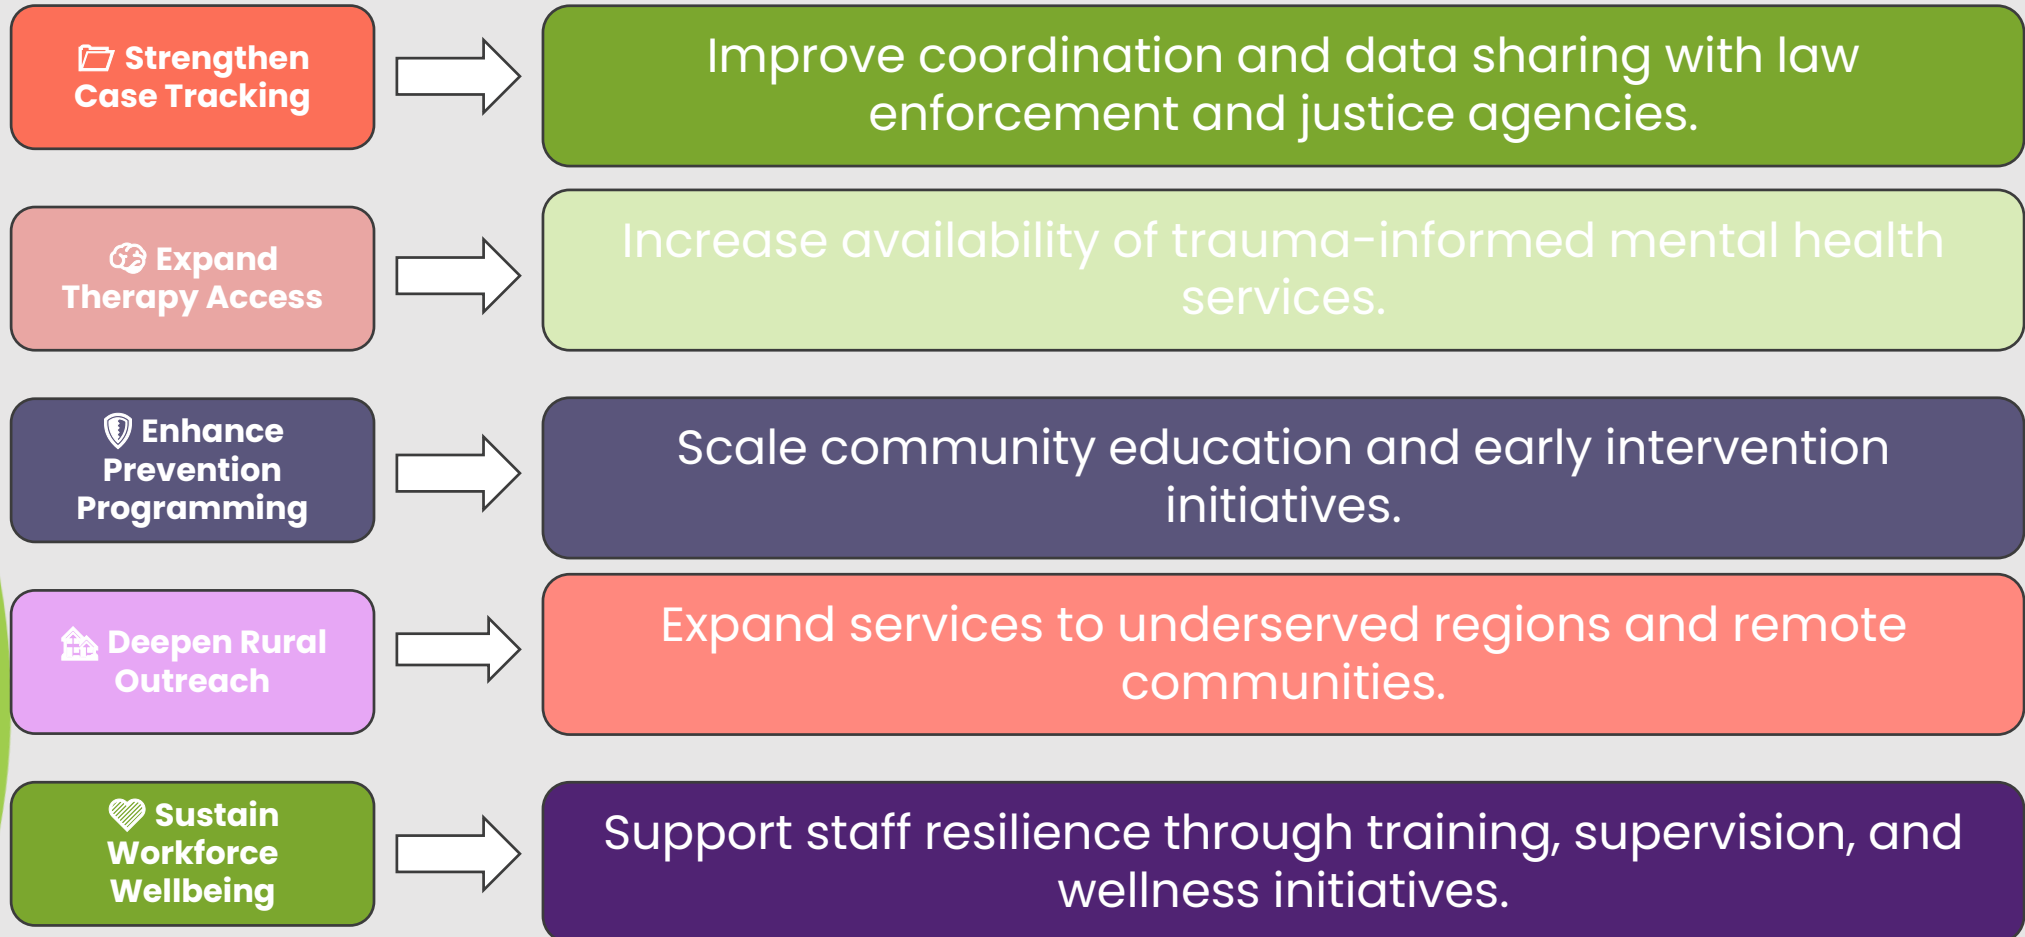 🗁 Strengthen
Case Tracking
Improve coordination and data sharing with law
enforcement and justice agencies.
🧠 Expand
Therapy Access
Increase availability of trauma-informed mental health
services.
🛡 Enhance
Prevention
Programming
Scale community education and early intervention
initiatives.
🏘 Deepen Rural
Outreach
Expand services to underserved regions and remote
communities.
💚 Sustain
Workforce
Wellbeing
Support staff resilience through training, supervision, and
wellness initiatives.